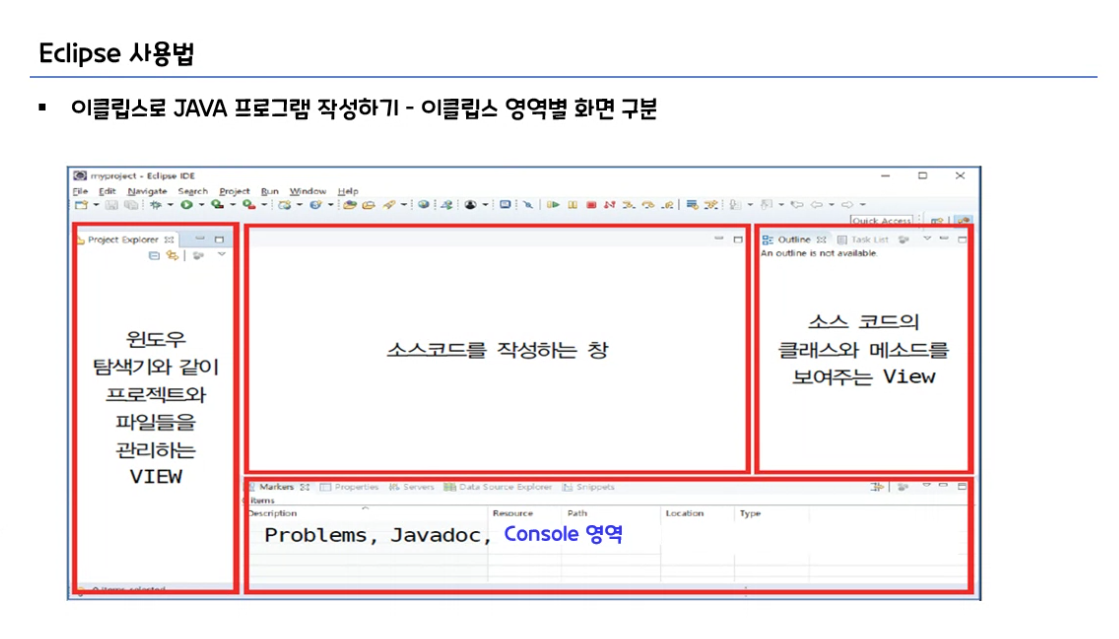 Eclipse 사용법
▪ 이클립스로 JAVA 프로그램 작성하기 - 이클립스 영역별 화면 구분
myproject - Eclipse IDE
File Edit Navigate Search Project Run Window Help
Quick Access
Project Explorer
윈도우
탐색기와 같이
프로젝트와
파일들을
관리하는
VIEW
소스코드를 작성하는 창
Outline Task List
An outline is not available.
소스 코드의
클래스와 메소드를
보여주는 View
Markers Properties Servers Data Source Explorer Snippets
items
Description Resource Path Location Type
Problems, Javadoc, Console 영역
0 items selected